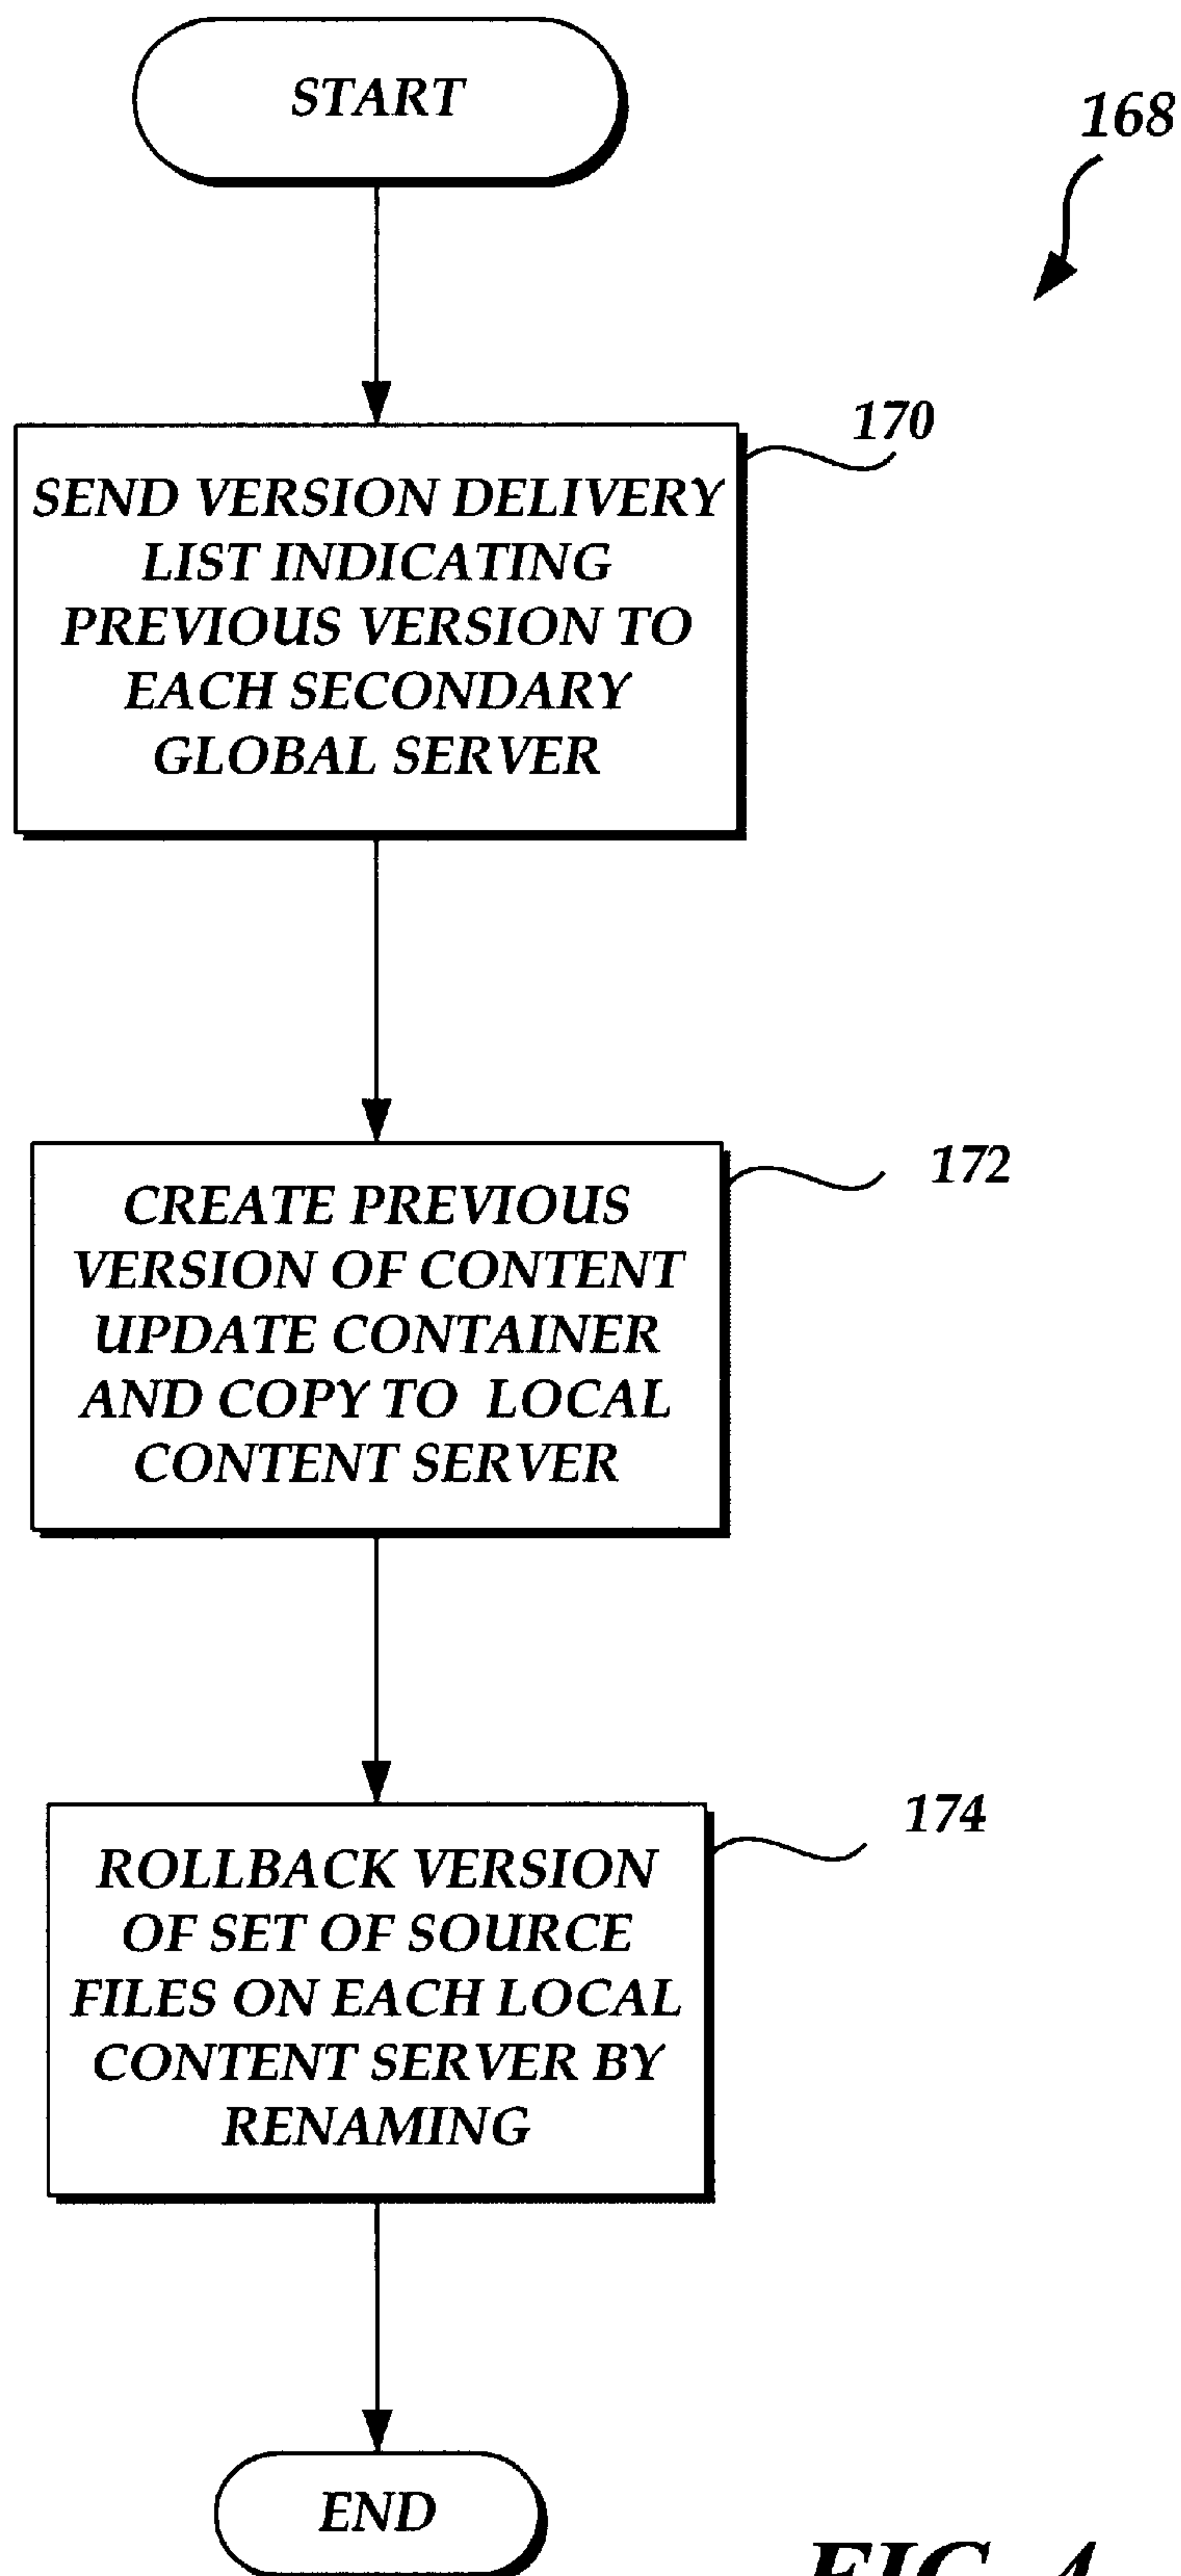 START
168
170
SEND VERSION DELIVERY
LIST INDICATING
PREVIOUS VERSION TO
EACH SECONDARY
GLOBAL SERVER
172
CREATE PREVIOUS
VERSION OF CONTENT
UPDATE CONTAINER
AND COPY TO LOCAL
CONTENT SERVER
174
ROLLBACK VERSION
OF SET OF SOURCE
FILES ON EACH LOCAL
CONTENT SERVER BY
RENAMING
END
FIG. 4